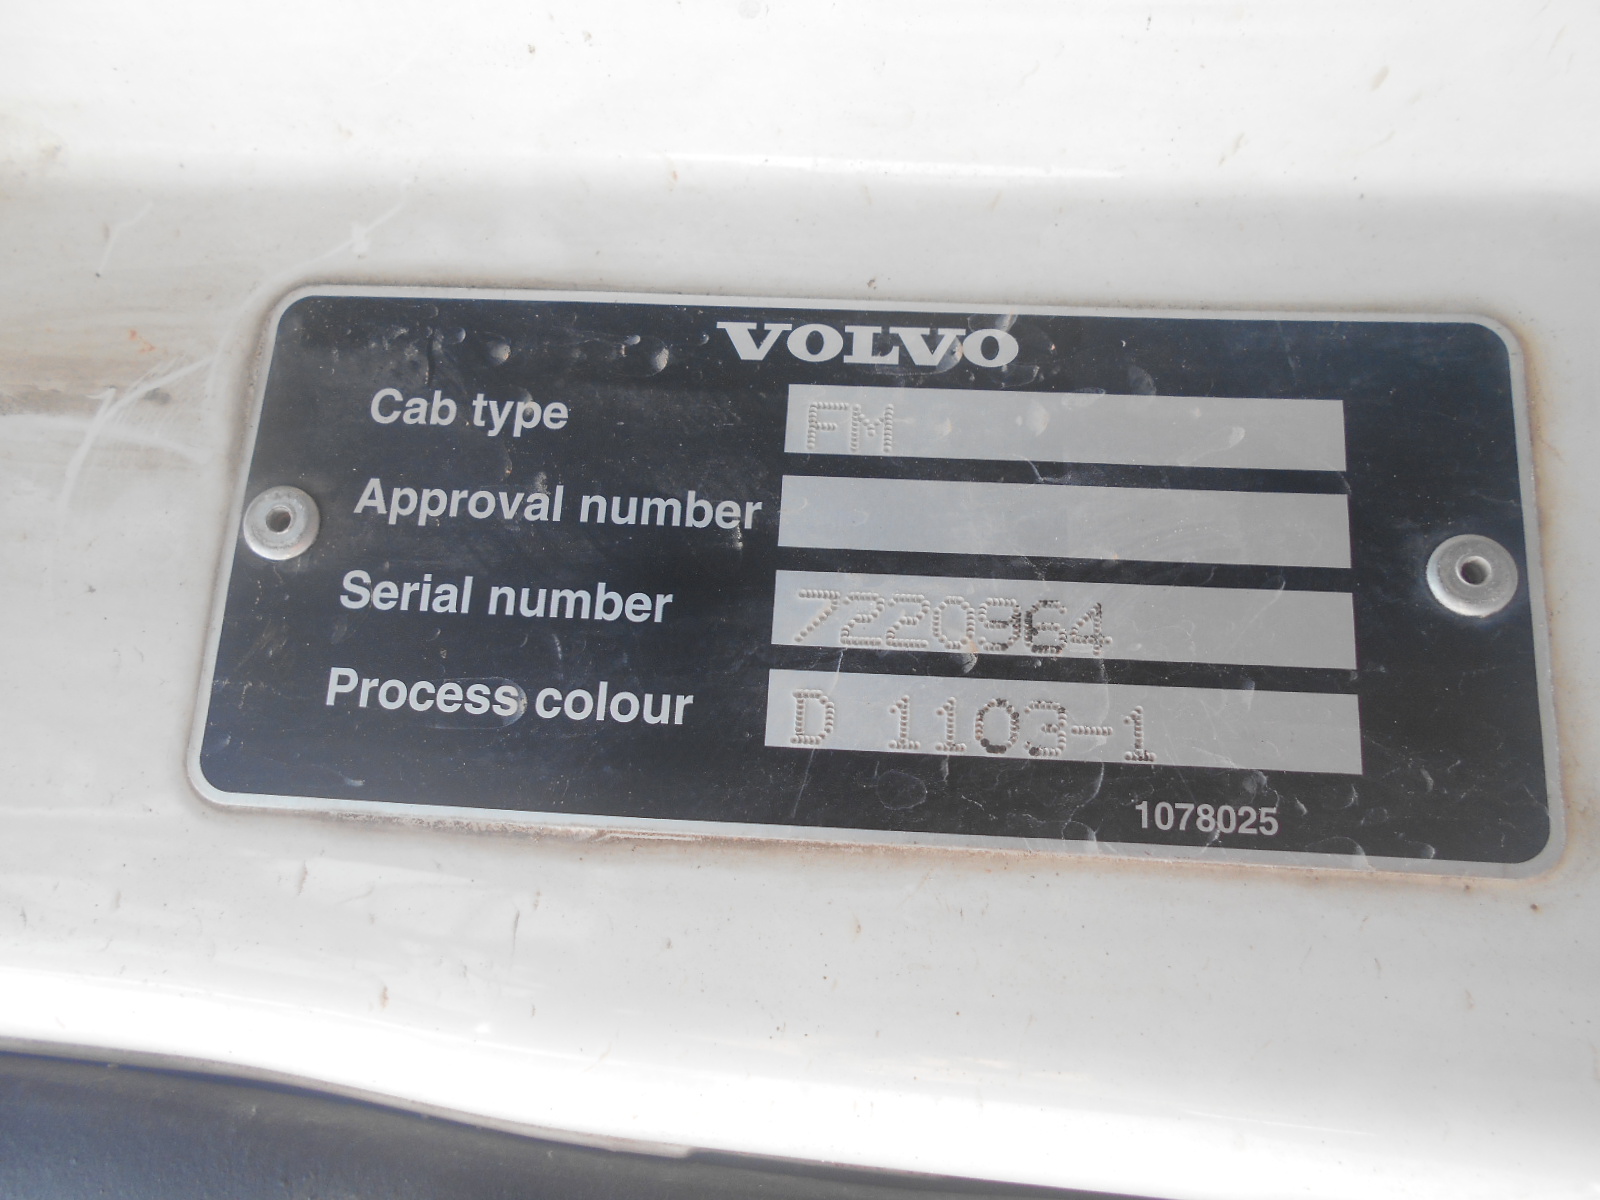 VOLVO
Cab type FM
Approval number
Serial number 7220964
Process colour D 1103-1
1078025